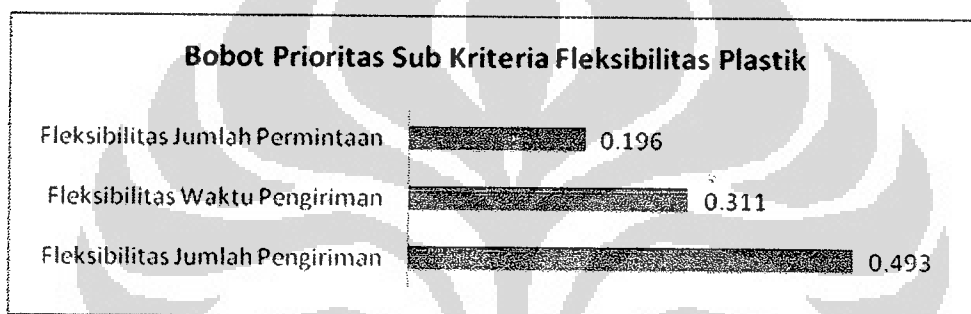 Bobot Prioritas Sub Kriteria Fleksibilitas Plastik
Fleksibilitas Jumlah Permintaan 0.196
Fleksibilitas Waktu Pengiriman 0.311
Fleksibilitas Jumlah Pengiriman 0.493